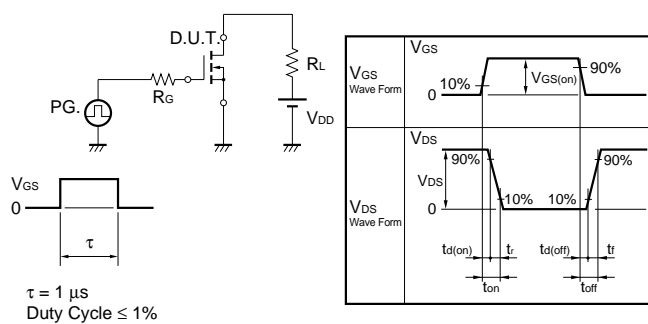 D.U.T.
RL
RG
PG.
VDD
VGS
0
τ
τ = 1 μs
Duty Cycle ≤ 1%
VGS
Wave Form
VGS
10%
VGS(on)
90%
0
VDS
Wave Form
VDS
90%
90%
VDS
10%
10%
0
td(on)
tr
td(off)
tf
ton
toff